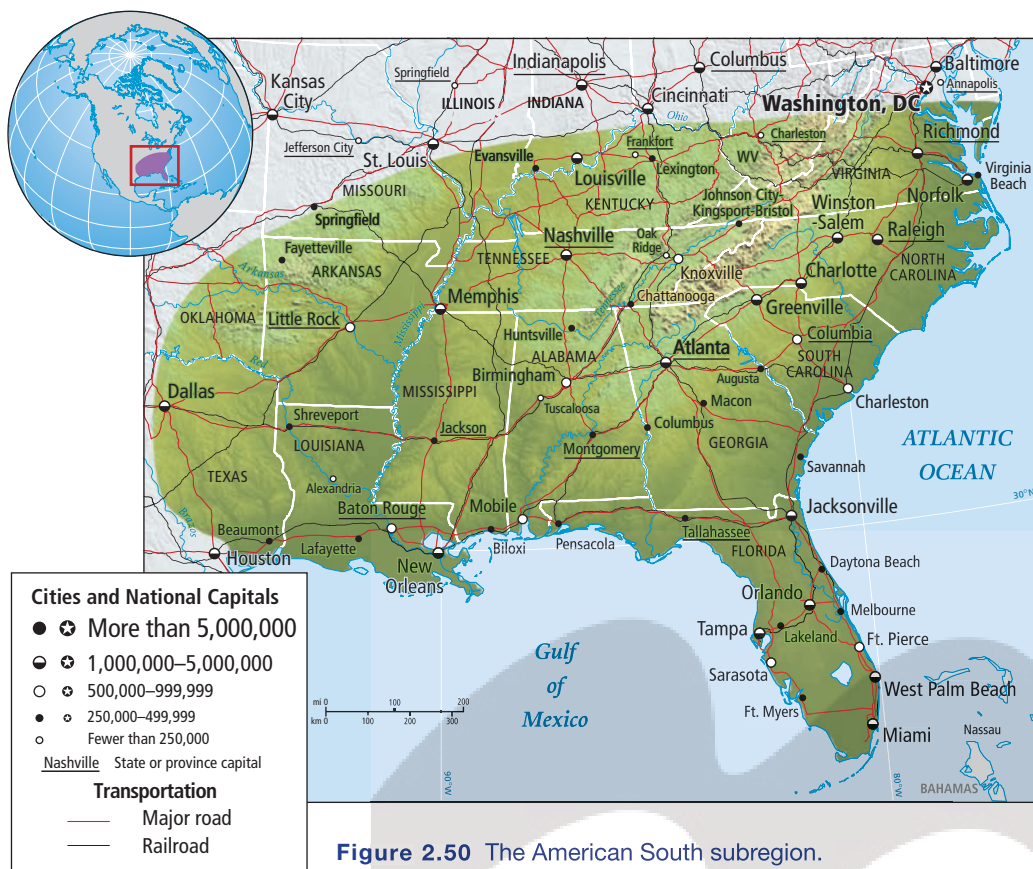 Kansas
City
Springfield
ILLINOIS
Indianapolis
INDIANA
Columbus
Cincinnati
Baltimore
Annapolis
Washington, DC
Jefferson City
St. Louis
Evansville
Ohio
Frankfort
Charleston
WV
Richmond
Louisville
Lexington
VIRGINIA
Virginia
Beach
Norfolk
MISSOURI
Springfield
KENTUCKY
Johnson City-
Kingsport-Bristol
Winston
Salem
Raleigh
Fayetteville
Arkansas
ARKANSAS
TENNESSEE
Nashville
Oak
Ridge
Knoxville
NORTH
CAROLINA
Charlotte
OKLAHOMA
Little Rock
Mississippi
Memphis
Tennessee
Chattanooga
Greenville
Huntsville
Columbia
Red
ALABAMA
Atlanta
SOUTH
CAROLINA
Dallas
MISSISSIPPI
Birmingham
Augusta
Charleston
Tuscaloosa
Macon
Shreveport
Jackson
Columbus
GEORGIA
LOUISIANA
Montgomery
ATLANTIC
OCEAN
TEXAS
Alexandria
Savannah
30°N
Brazos
Baton Rouge
Mobile
Jacksonville
Beaumont
Lafayette
Biloxi
Pensacola
Tallahassee
Houston
New
Orleans
FLORIDA
Daytona Beach
Orlando
Melbourne
Tampa
Lakeland
Ft. Pierce
Sarasota
Gulf
of
Mexico
West Palm Beach
Ft. Myers
Miami
Nassau
BAHAMAS
90°W
80°W
mi 0 100 200
km 0 100 200 300
Cities and National Capitals
More than 5,000,000
1,000,000–5,000,000
500,000–999,999
250,000–499,999
Fewer than 250,000
Nashville State or province capital
Transportation
Major road
Railroad
Figure 2.50 The American South subregion.